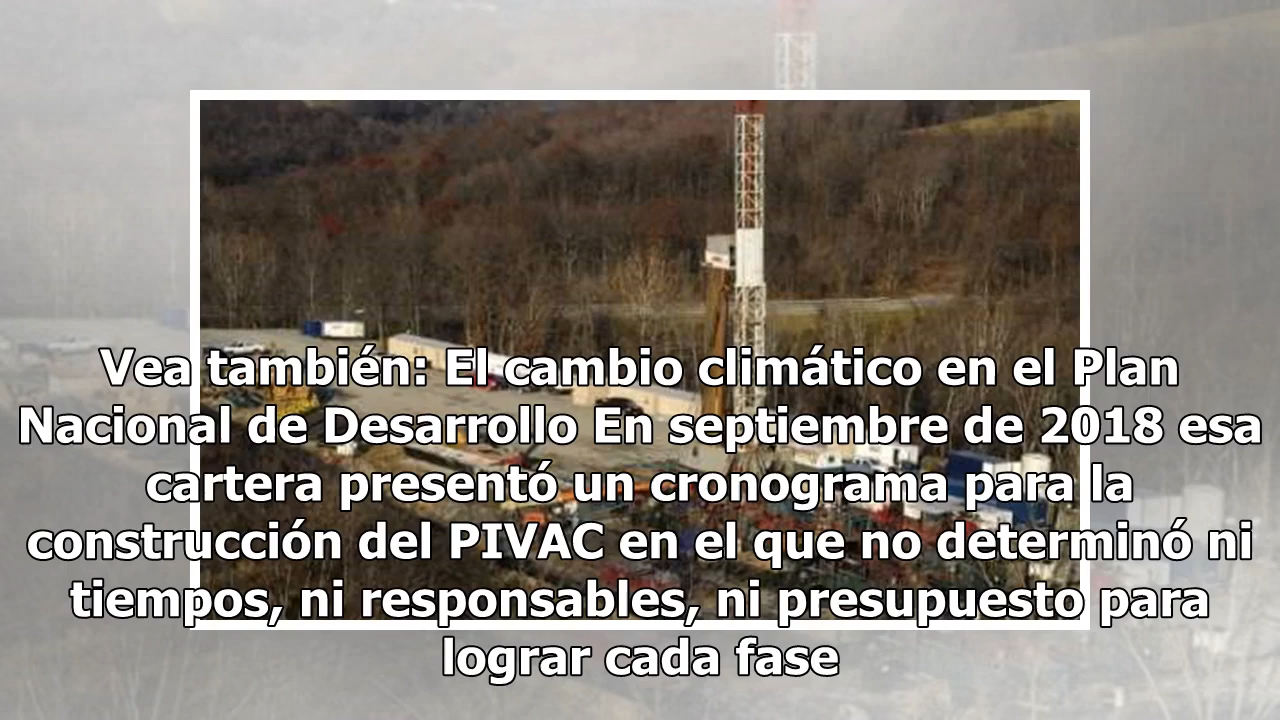 Vea también: El cambio climático en el Plan
Nacional de Desarrollo En septiembre de 2018 esa
cartera presentó un cronograma para la
construcción del PIVAC en el que no determinó ni
tiempos, ni responsables, ni presupuesto para
lograr cada fase